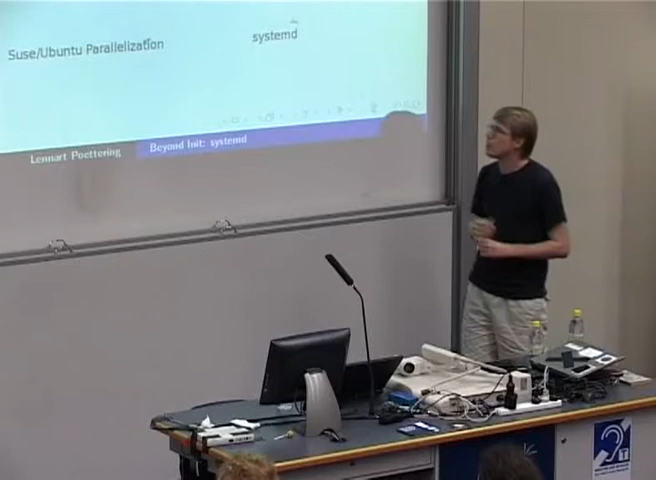 Suse/Ubuntu Parallelization
systemd
Lennart Poettering
Beyond Init: systemd
T